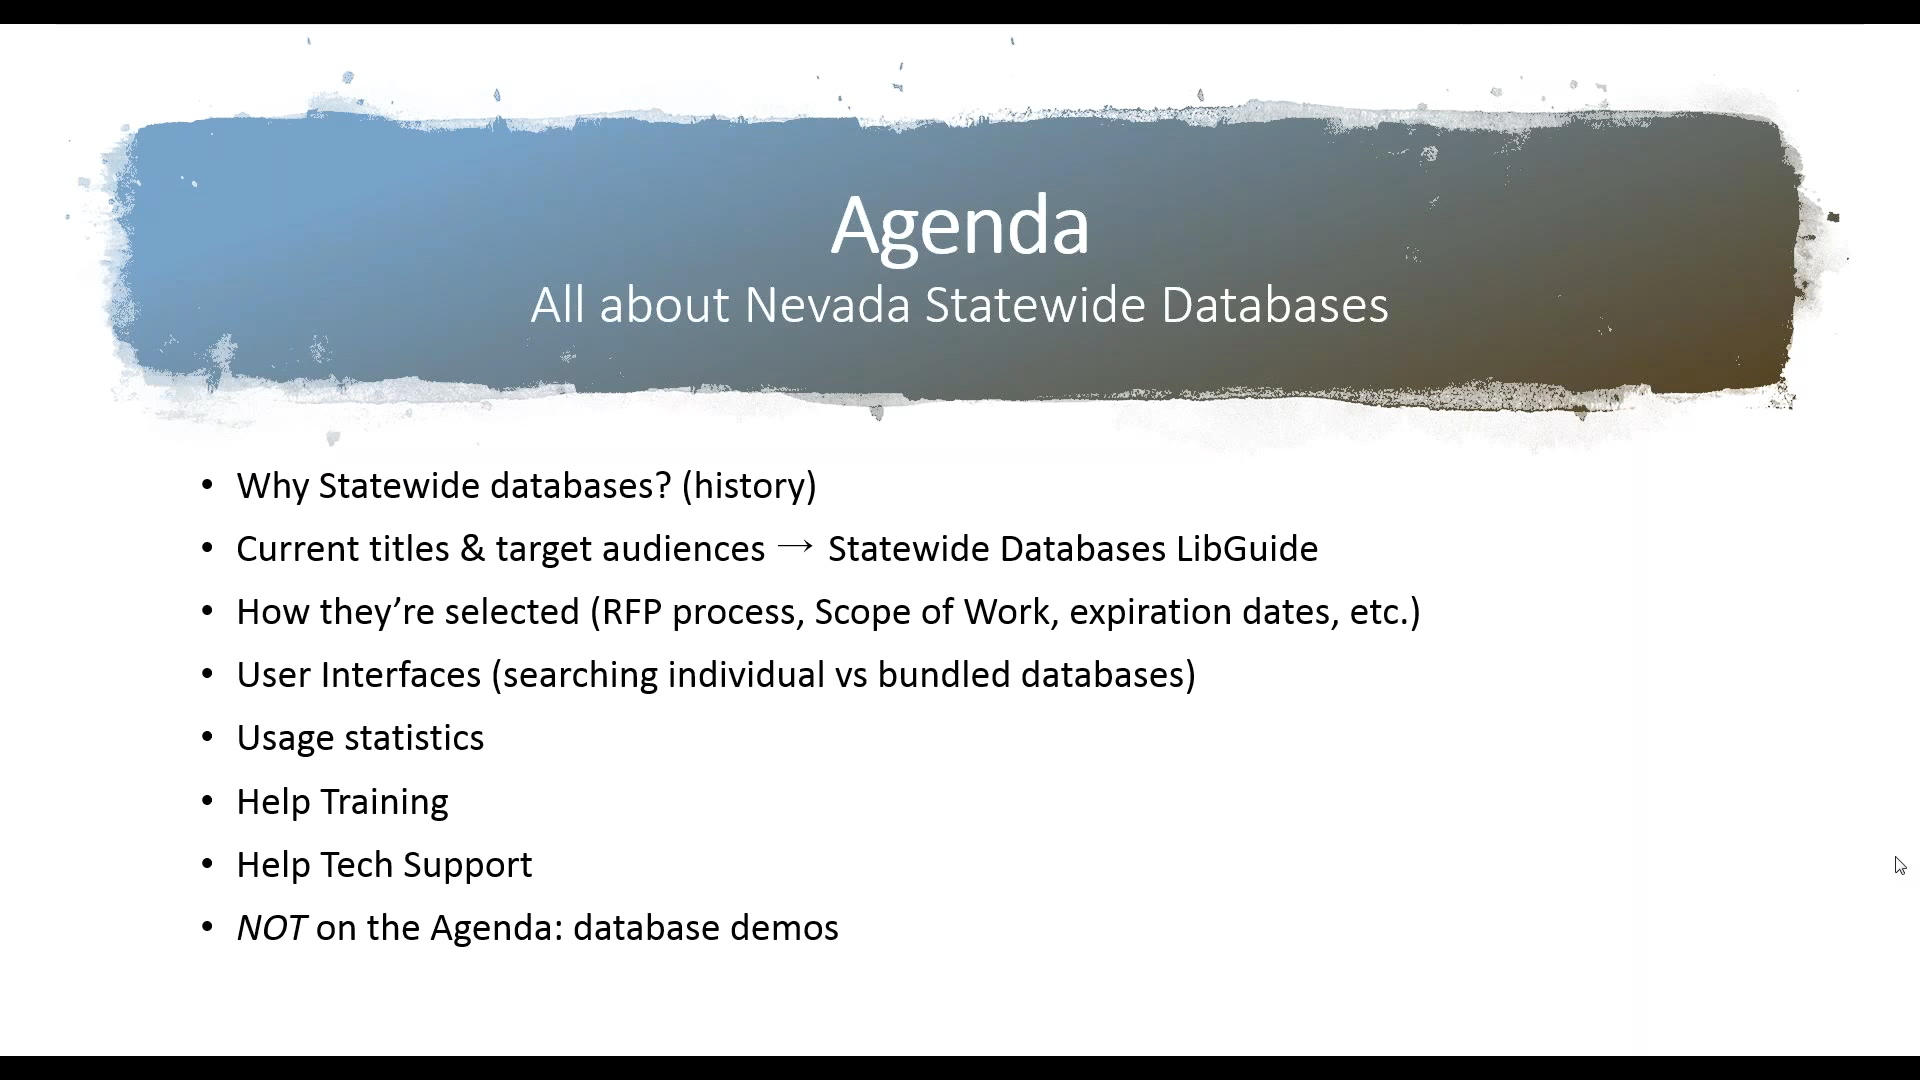 Agenda
All about Nevada Statewide Databases
• Why Statewide databases? (history)
• Current titles & target audiences → Statewide Databases LibGuide
• How they’re selected (RFP process, Scope of Work, expiration dates, etc.)
• User Interfaces (searching individual vs bundled databases)
• Usage statistics
• Help Training
• Help Tech Support
• NOT on the Agenda: database demos